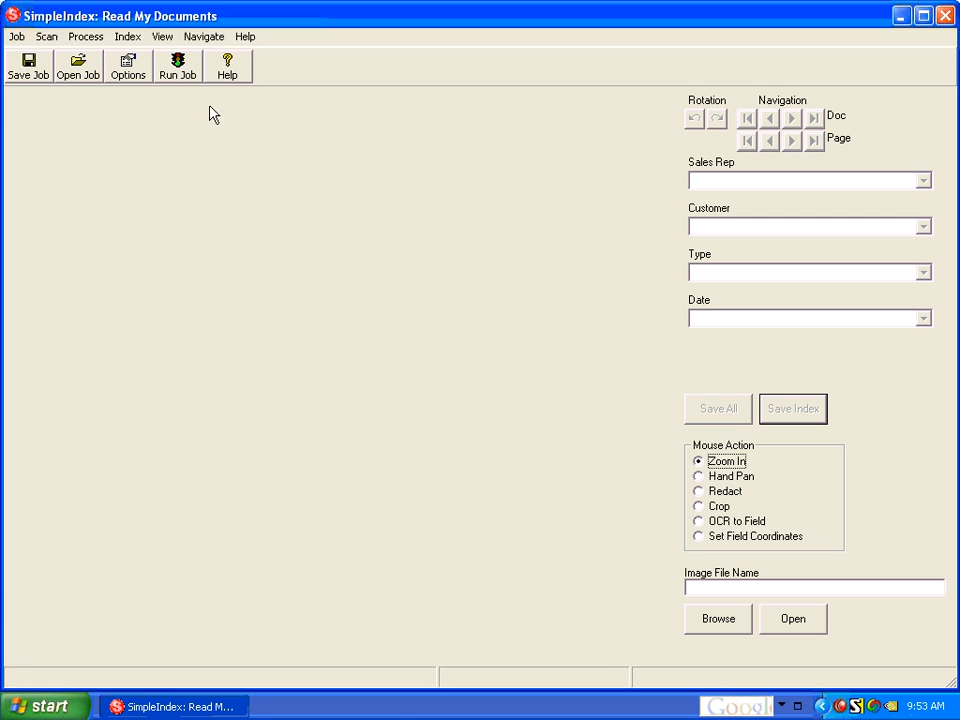 SimpleIndex: Read My Documents
Job Scan Process Index View Navigate Help
Save Job Open Job Options Run Job Help
Rotation Navigation
Doc
Page
Sales Rep
Customer
Type
Date
Save All Save Index
Mouse Action
Zoom In
Hand Pan
Redact
Crop
OCR to Field
Set Field Coordinates
Image File Name
Browse Open
start SimpleIndex: Read M... Google 9:53 AM